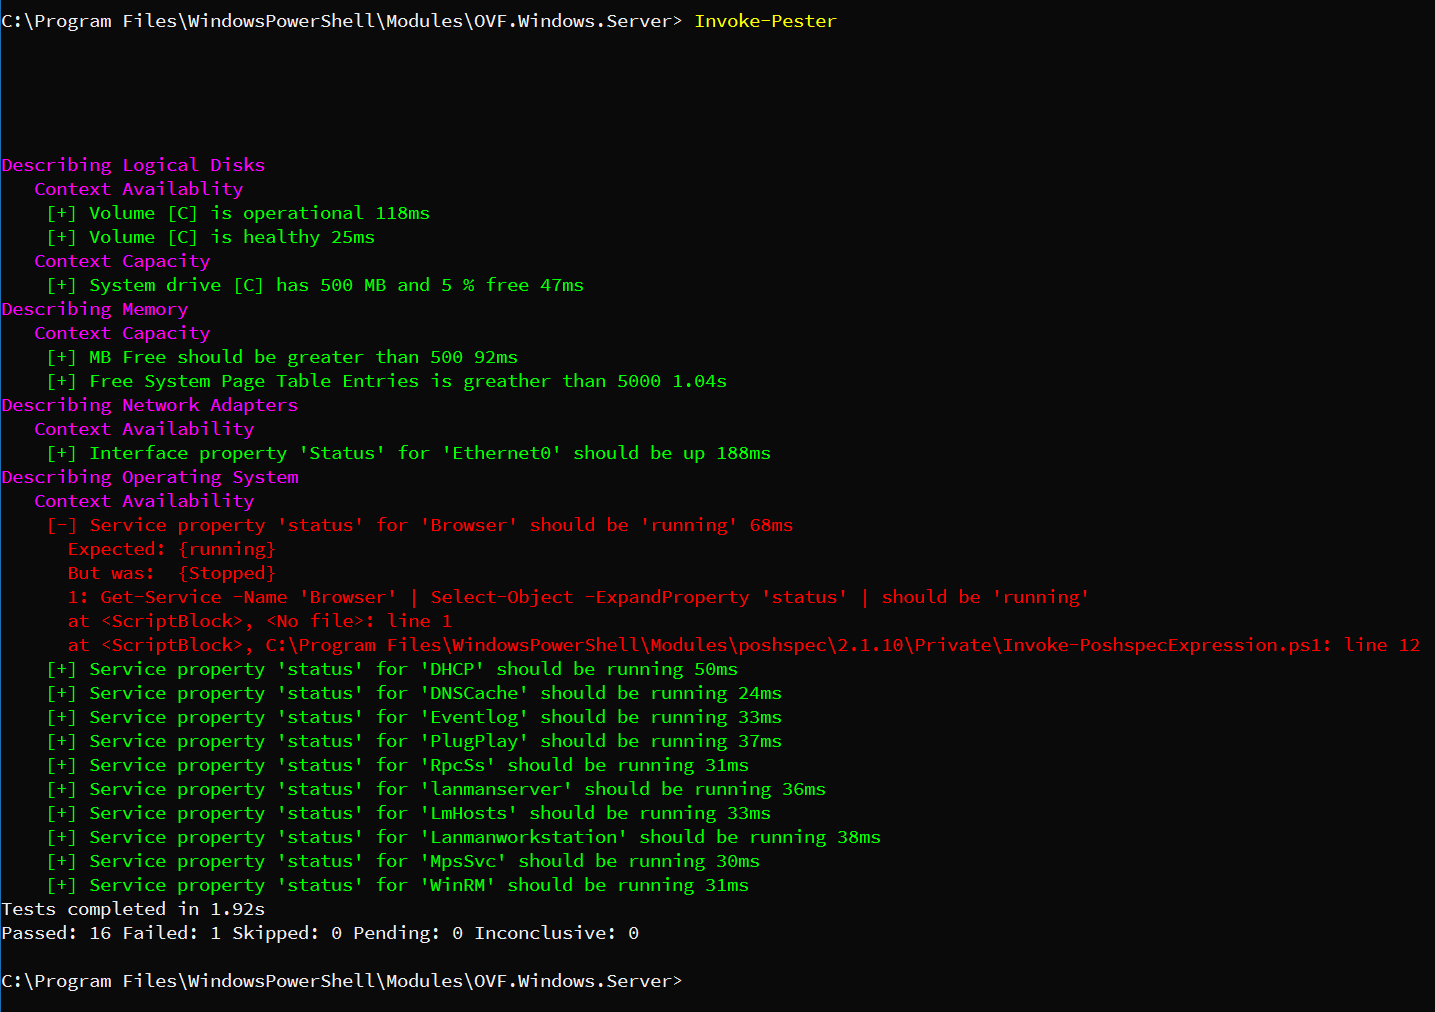 C:\Program Files\WindowsPowerShell\Modules\OVF.Windows.Server> Invoke-Pester
Describing Logical Disks
Context Availablity
[+] Volume [C] is operational 118ms
[+] Volume [C] is healthy 25ms
Context Capacity
[+] System drive [C] has 500 MB and 5 % free 47ms
Describing Memory
Context Capacity
[+] MB Free should be greater than 500 92ms
[+] Free System Page Table Entries is greather than 5000 1.04s
Describing Network Adapters
Context Availability
[+] Interface property 'Status' for 'Ethernet0' should be up 188ms
Describing Operating System
Context Availability
[-] Service property 'status' for 'Browser' should be 'running' 68ms
Expected: {running}
But was:  {Stopped}
1: Get-Service -Name 'Browser' | Select-Object -ExpandProperty 'status' | should be 'running'
at <ScriptBlock>, <No file>: line 1
at <ScriptBlock>, C:\Program Files\WindowsPowerShell\Modules\poshspec\2.1.10\Private\Invoke-PoshspecExpression.ps1: line 12
[+] Service property 'status' for 'DHCP' should be running 50ms
[+] Service property 'status' for 'DNSCache' should be running 24ms
[+] Service property 'status' for 'Eventlog' should be running 33ms
[+] Service property 'status' for 'PlugPlay' should be running 37ms
[+] Service property 'status' for 'RpcSs' should be running 31ms
[+] Service property 'status' for 'lanmanserver' should be running 36ms
[+] Service property 'status' for 'LmHosts' should be running 33ms
[+] Service property 'status' for 'Lanmanworkstation' should be running 38ms
[+] Service property 'status' for 'MpsSvc' should be running 30ms
[+] Service property 'status' for 'WinRM' should be running 31ms
Tests completed in 1.92s
Passed: 16 Failed: 1 Skipped: 0 Pending: 0 Inconclusive: 0
C:\Program Files\WindowsPowerShell\Modules\OVF.Windows.Server>